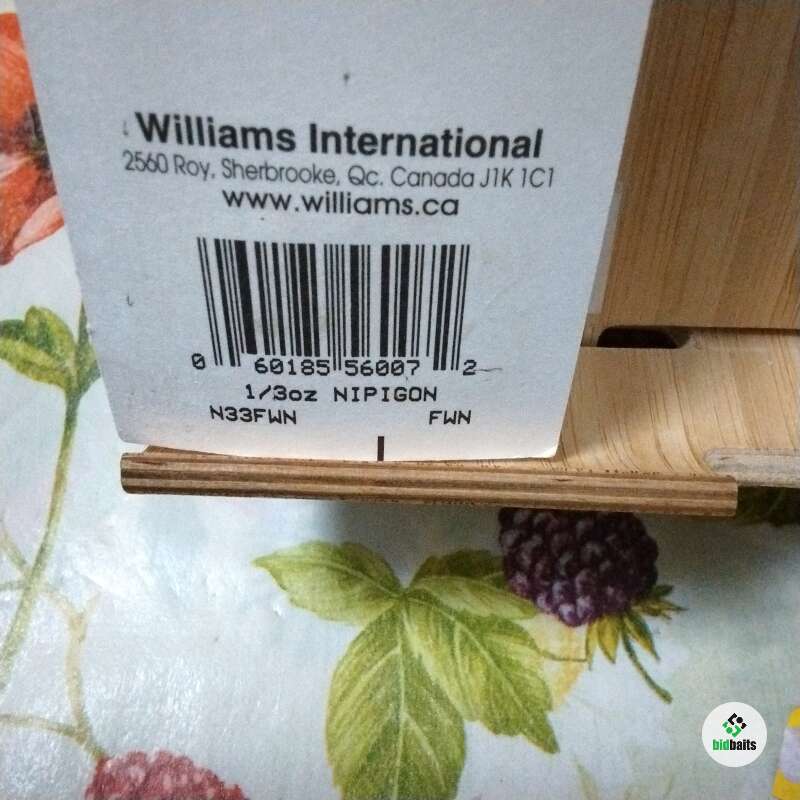 Williams International
2560 Roy, Sherbrooke, Qc. Canada J1K 1C1
www.williams.ca
0 60185 56007 2
1/3oz NIPIGON
N33FWN FWN
bidbaits